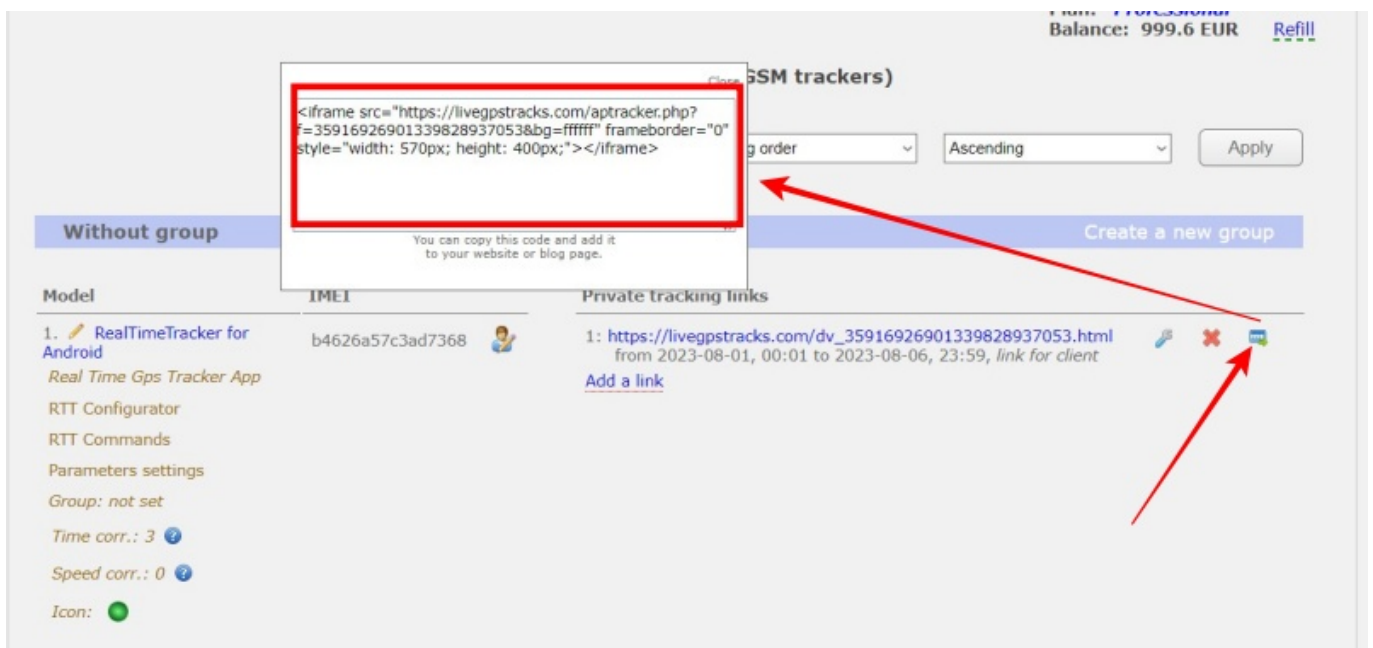 Plan: Professional
Balance: 999.6 EUR Refill
Close
GSM trackers)
<iframe src="https://livegpstracks.com/aptracker.php?
f=35916926901339828937053&bg=ffffff" frameborder="0"
style="width: 570px; height: 400px;"></iframe>
g order
Ascending
Apply
Without group
Create a new group
You can copy this code and add it
to your website or blog page.
Model
IMEI
Private tracking links
1. RealTimeTracker for
Android
b4626a57c3ad7368
1: https://livegpstracks.com/dv_35916926901339828937053.html
from 2023-08-01, 00:01 to 2023-08-06, 23:59, link for client
Real Time Gps Tracker App
Add a link
RTT Configurator
RTT Commands
Parameters settings
Group: not set
Time corr.: 3
Speed corr.: 0
Icon: